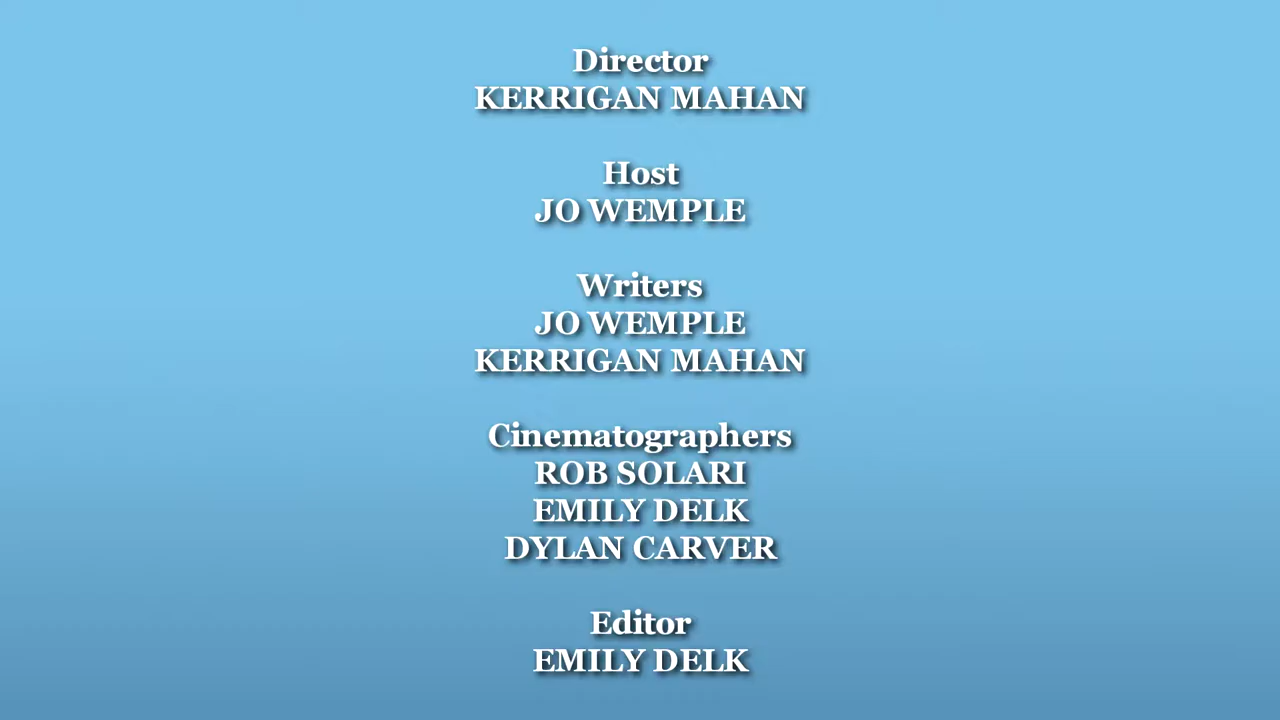 Director
KERRIGAN MAHAN
Host
JO WEMPLE
Writers
JO WEMPLE
KERRIGAN MAHAN
Cinematographers
ROB SOLARI
EMILY DELK
DYLAN CARVER
Editor
EMILY DELK